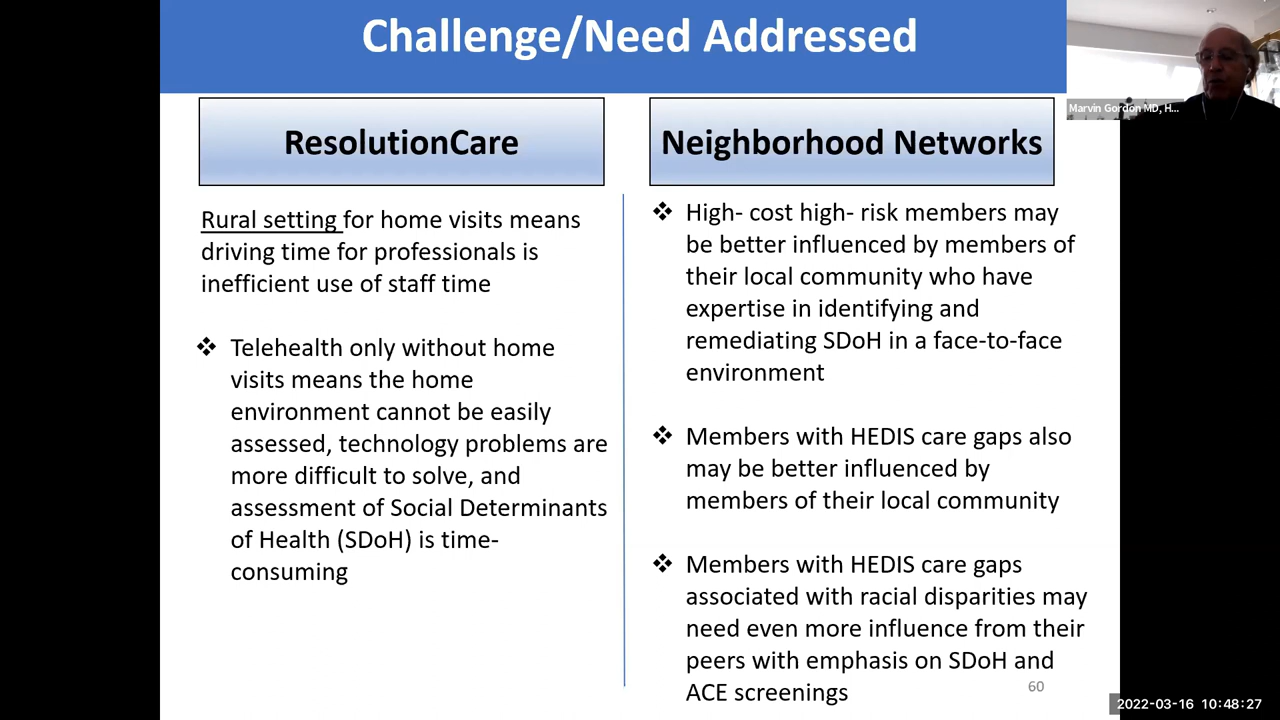 Challenge/Need Addressed
Marvin Gordon MD, H...
ResolutionCare
Rural setting for home visits means
driving time for professionals is
inefficient use of staff time
❖ Telehealth only without home
visits means the home
environment cannot be easily
assessed, technology problems are
more difficult to solve, and
assessment of Social Determinants
of Health (SDoH) is time-
consuming
Neighborhood Networks
❖ High- cost high- risk members may
be better influenced by members of
their local community who have
expertise in identifying and
remediating SDoH in a face-to-face
environment
❖ Members with HEDIS care gaps also
may be better influenced by
members of their local community
❖ Members with HEDIS care gaps
associated with racial disparities may
need even more influence from their
peers with emphasis on SDoH and
ACE screenings
60
2022-03-16 10:48:27